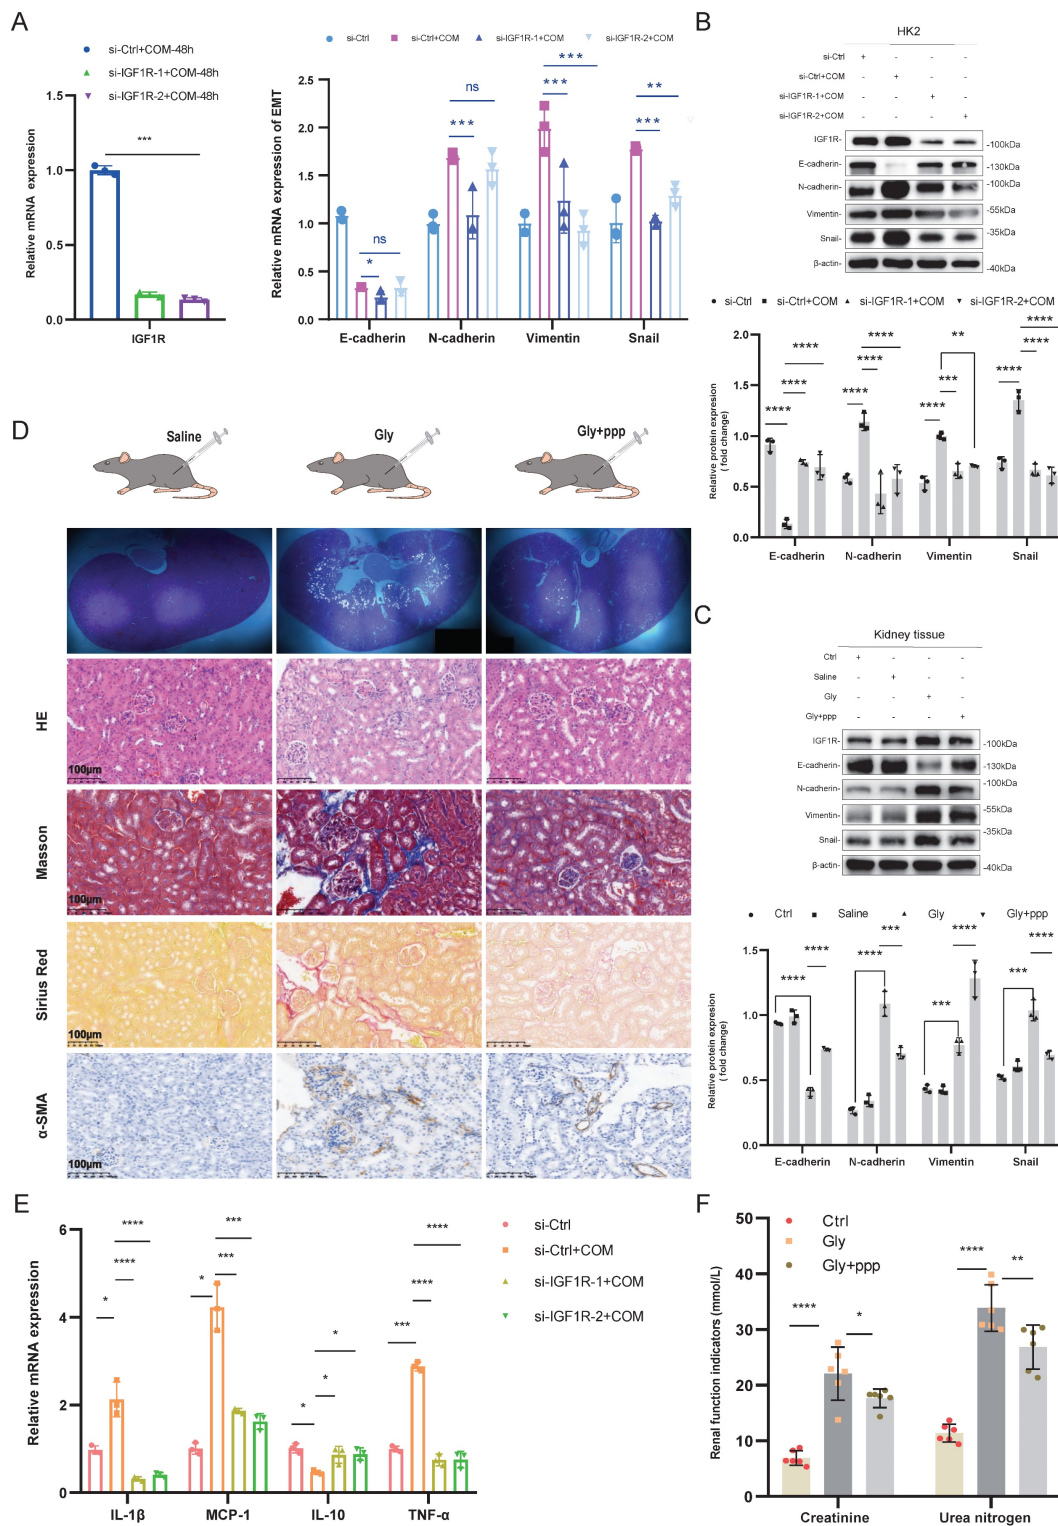 A
si-Ctrl+COM-48h
si-IGF1R-1+COM-48h
si-IGF1R-2+COM-48h
Relative mRNA expression
1.5
1.0
0.5
0.0
***
IGF1R
si-Ctrl
si-Ctrl+COM
si-IGF1R-1+COM
si-IGF1R-2+COM
Relative mRNA expression of EMT
2.5
2.0
1.5
1.0
0.5
0.0
ns
*
ns
***
***
***
**
***
E-cadherin
N-cadherin
Vimentin
Snail
B
HK2
si-Ctrl + - - -
si-Ctrl+COM - + - -
si-IGF1R-1+COM - - + -
si-IGF1R-2+COM - - - +
IGF1R- -100kDa
E-cadherin- -130kDa
N-cadherin- -100kDa
Vimentin- -55kDa
Snail- -35kDa
β-actin- -40kDa
si-Ctrl
si-Ctrl+COM
si-IGF1R-1+COM
si-IGF1R-2+COM
Relative protein expresion
( fold change)
2.0
1.5
1.0
0.5
0.0
****
****
****
****
****
****
**
***
****
****
****
****
E-cadherin
N-cadherin
Vimentin
Snail
C
Kidney tissue
Ctrl + - - -
Saline - + - -
Gly - - + -
Gly+ppp - - - +
IGF1R- -100kDa
E-cadherin- -130kDa
N-cadherin- -100kDa
Vimentin- -55kDa
Snail- -35kDa
β-actin- -40kDa
Ctrl
Saline
Gly
Gly+ppp
Relative protein expresion
( fold change)
1.5
1.0
0.5
0.0
****
****
***
****
****
***
****
***
E-cadherin
N-cadherin
Vimentin
Snail
D
Saline
Gly
Gly+ppp
HE
100μm
Masson
100μm
Sirius Red
100μm
α-SMA
100μm
E
Relative mRNA expression
6
4
2
0
****
****
*
***
***
*
*
*
*
****
****
***
IL-1β
MCP-1
IL-10
TNF-α
si-Ctrl
si-Ctrl+COM
si-IGF1R-1+COM
si-IGF1R-2+COM
F
Ctrl
Gly
Gly+ppp
Renal function indicators (mmol/L)
50
40
30
20
10
0
****
*
****
**
Creatinine
Urea nitrogen